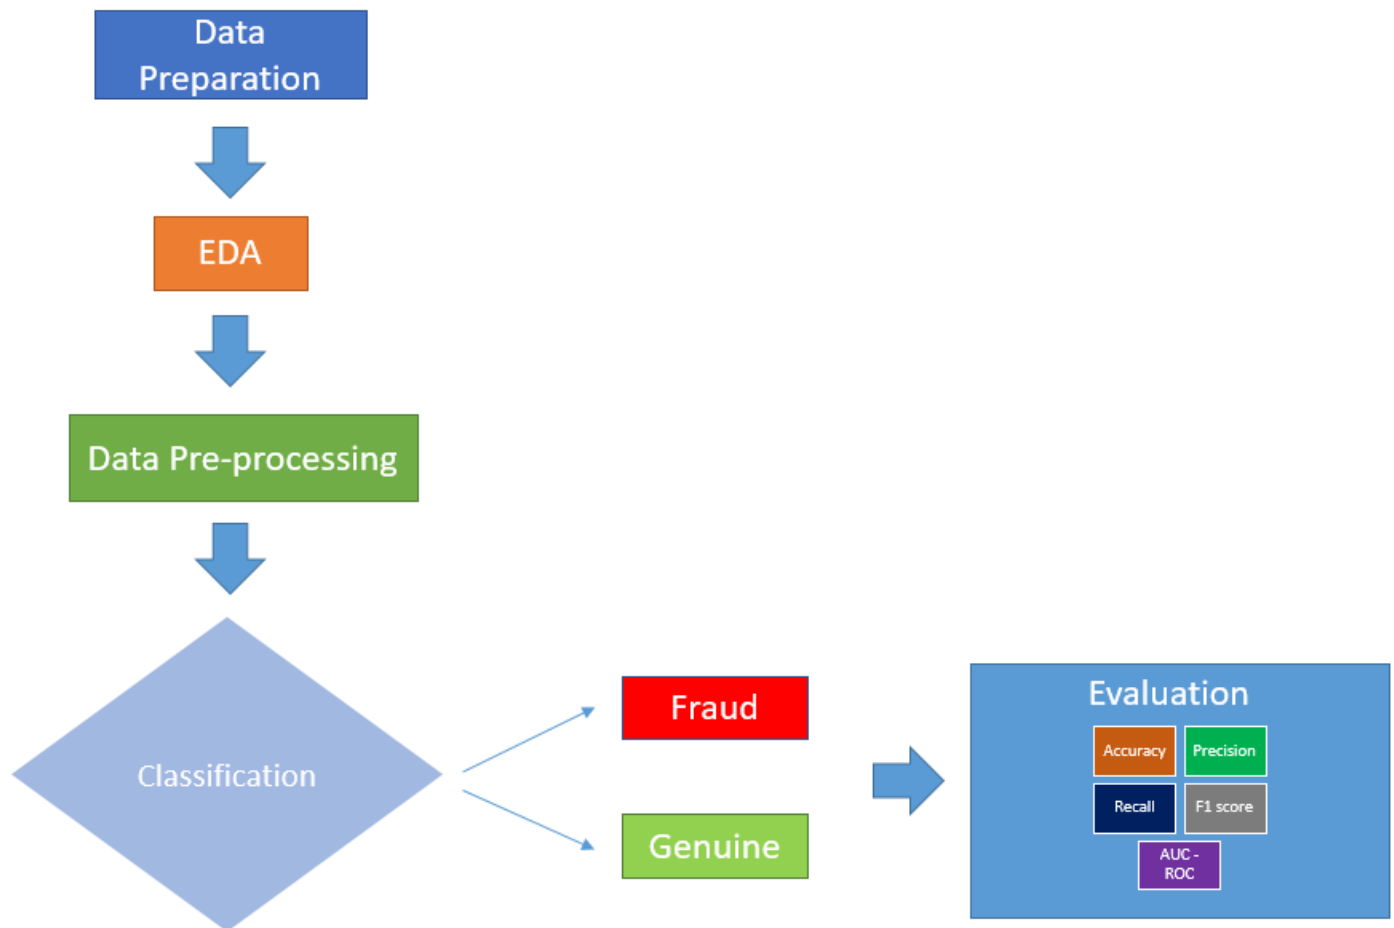 Data
Preparation
EDA
Data Pre-processing
Classification
Fraud
Genuine
Evaluation
Accuracy
Precision
Recall
F1 score
AUC -
ROC